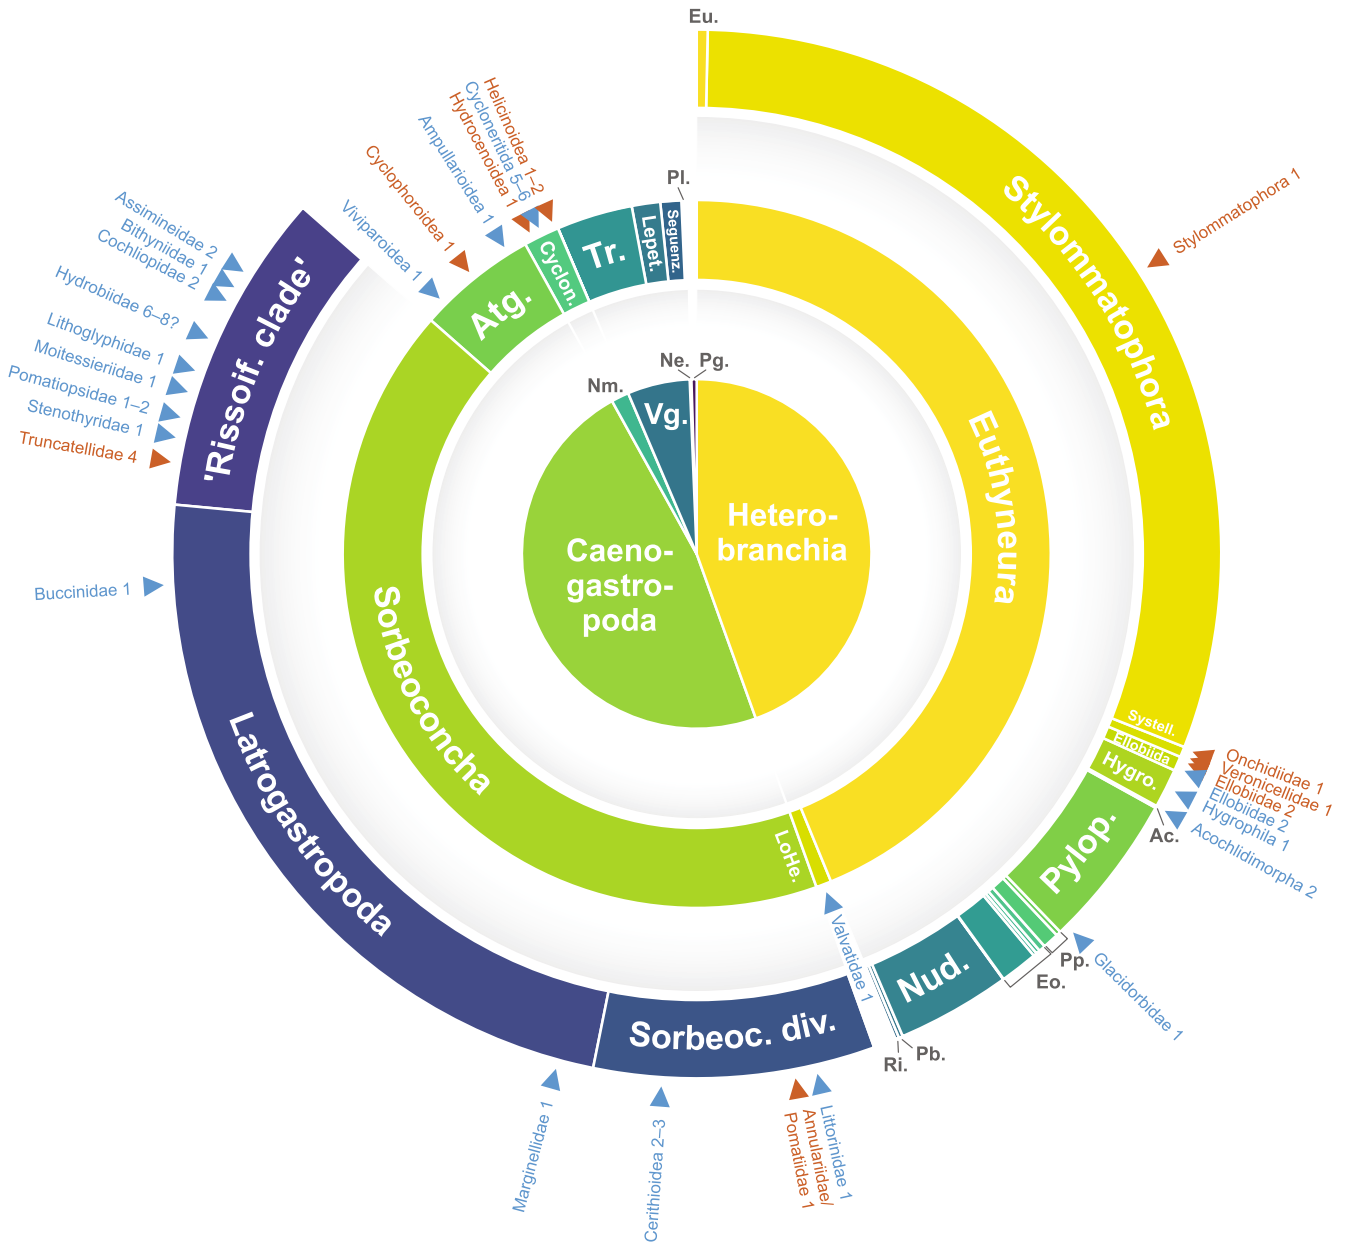 Eu.
Stylommatophora
Stylommatophora 1
Systell.
Ellobiida
Hygro.
Onchidiidae 1
Veronicellidae 1
Ellobiidae 2
Ellobiidae 2
Hygrophila 1
Acochlidimorpha 2
Ac.
Pylop.
Glacidorbidae 1
Pp.
Eo.
Nud.
Pb.
Ri.
Valvatidae 1
Sorbeoc. div.
Littorinidae 1
Annulariidae/
Pomatiidae 1
Cerithioidea 2–3
Marginellidae 1
Latrogastropoda
Buccinidae 1
'Rissoif. clade'
Truncatellidae 4
Stenothyridae 1
Pomatiopsidae 1–2
Moitessieriidae 1
Lithoglyphidae 1
Hydrobiidae 6–8?
Cochliopidae 2
Bithyniidae 1
Assimineidae 2
Viviparoidea 1
Cyclophoroidea 1
Ampullarioidea 1
Hydrocenoidea 1
Cycloneritida 5–6
Helicinoidea 1–2
Pl.
Sequenz.
Lepet.
Tr.
Cyclon.
Atg.
Sorbeoconcha
LoHe.
Euthyneura
Nm.
Ne.
Pg.
Vg.
Hetero-
branchia
Caeno-
gastro-
poda